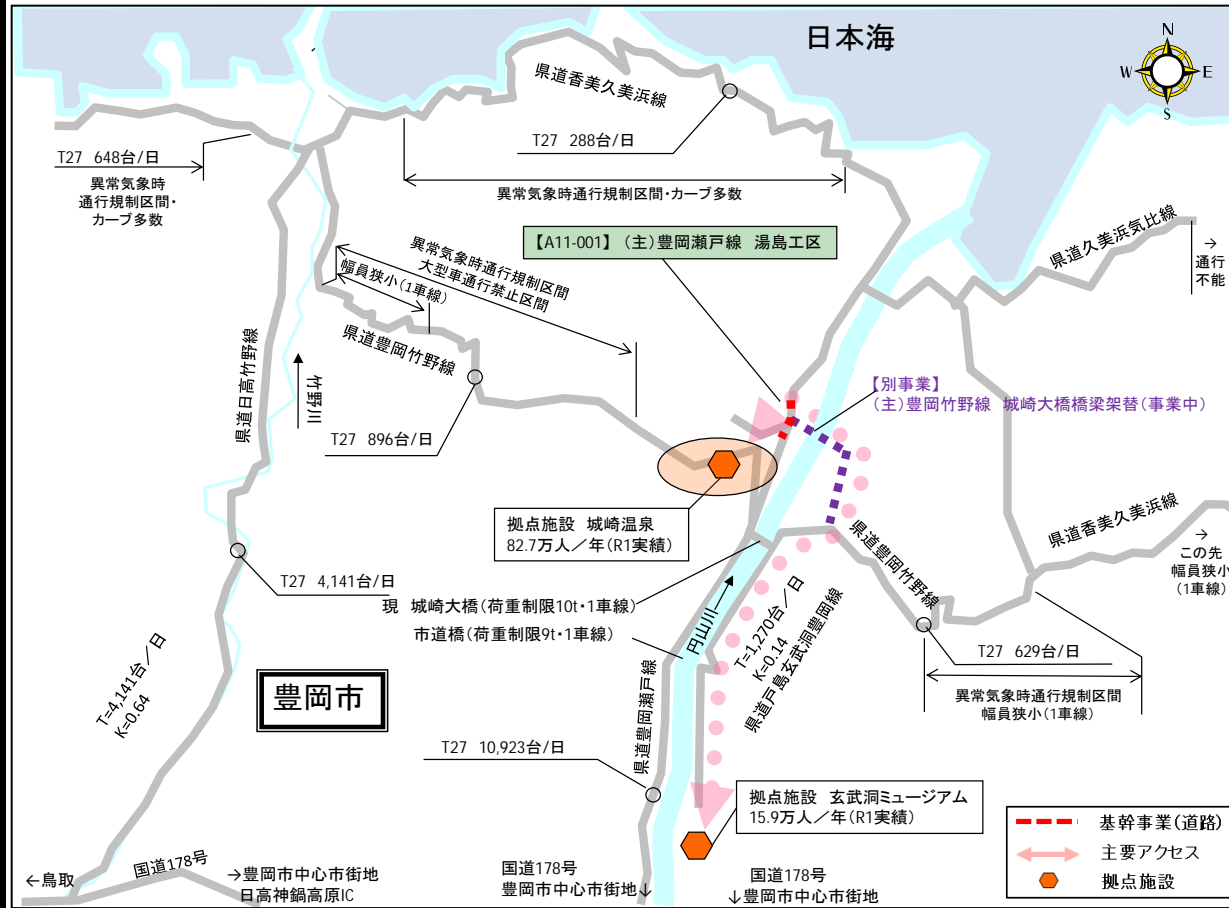 日本海
N
W
E
S
県道香美久美浜線
T27 288台/日
異常気象時通行規制区間・カーブ多数
T27 648台/日
異常気象時
通行規制区間・
カーブ多数
【A11-001】 (主)豊岡瀬戸線 湯島工区
県道久美浜気比線
→
通行
不能
異常気象時通行規制区間
大型車通行禁止区間
幅員狭小(1車線)
県道豊岡竹野線
県道日高竹野線
竹野川
T27 896台/日
【別事業】
(主)豊岡竹野線 城崎大橋橋梁架替(事業中)
拠点施設 城崎温泉
82.7万人/年(R1実績)
県道香美久美浜線
→
この先
幅員狭小
(1車線)
県道豊岡竹野線
T27 4,141台/日
現 城崎大橋(荷重制限10t・1車線)
市道橋(荷重制限9t・1車線)
円山川
T=1,270台/日
K=0.14
県道戸島玄武洞豊岡線
T27 629台/日
異常気象時通行規制区間
幅員狭小(1車線)
T=4,141台/日
K=0.64
豊岡市
県道豊岡瀬戸線
T27 10,923台/日
拠点施設 玄武洞ミュージアム
15.9万人/年(R1実績)
基幹事業(道路)
主要アクセス
拠点施設
←鳥取
国道178号
→豊岡市中心市街地
日高神鍋高原IC
国道178号
豊岡市中心市街地↓
国道178号
↓豊岡市中心市街地